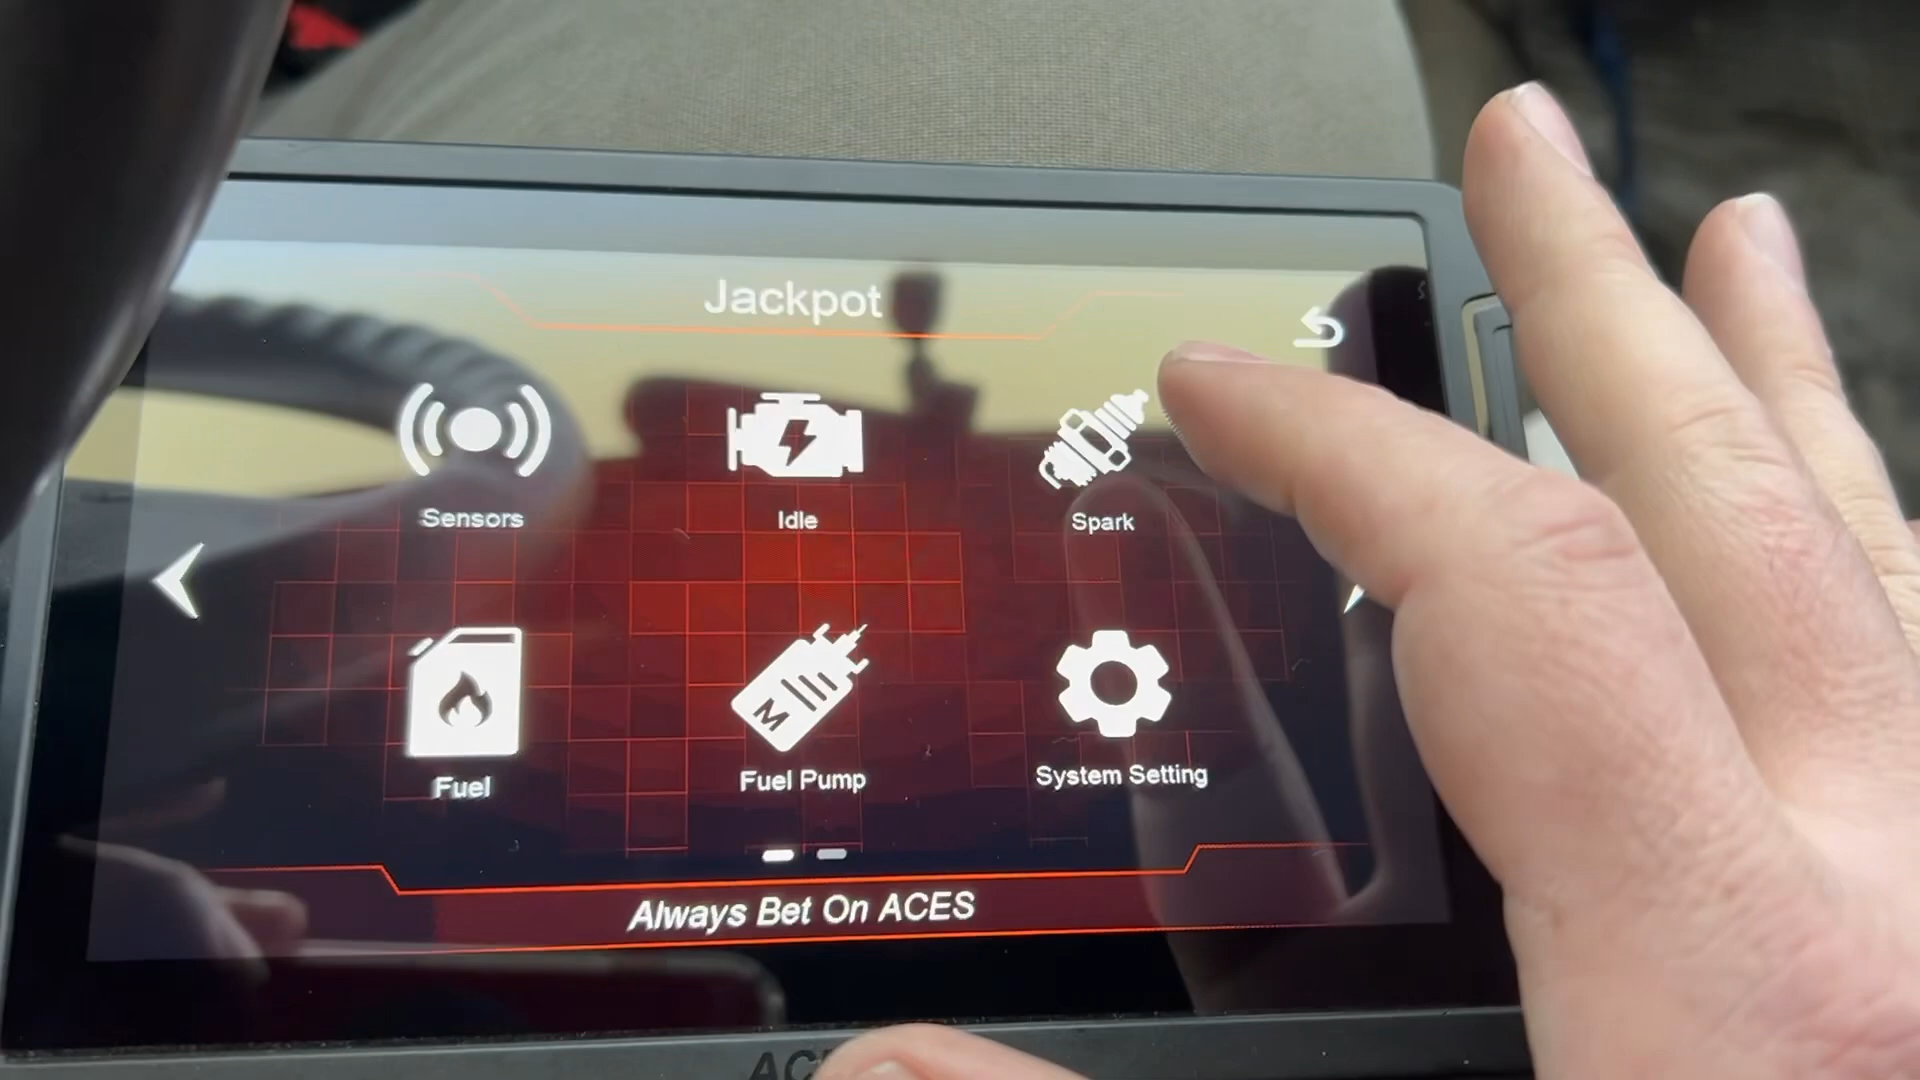 Jackpot
Sensors
Idle
Spark
M
Fuel
Fuel Pump
System Setting
Always Bet On ACES